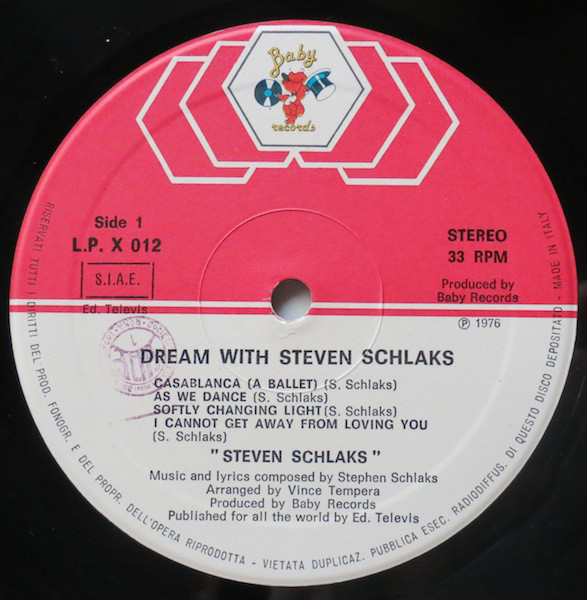 Baby
records
Side 1
L.P. X 012
S.I.A.E.
Ed. Televis
STEREO
33 RPM
Produced by
Baby Records
℗ 1976
DREAM WITH STEVEN SCHLAKS
CASABLANCA (A BALLET) (S. Schlaks)
AS WE DANCE (S. Schlaks)
SOFTLY CHANGING LIGHT (S. Schlaks)
I CANNOT GET AWAY FROM LOVING YOU
(S. Schlaks)
"STEVEN SCHLAKS"
Music and lyrics composed by Stephen Schlaks
Arranged by Vince Tempera
Produced by Baby Records
Published for all the world by Ed. Televis
RISERVATI TUTTI I DIRITTI DEL PROD. FONOGR. E DEL PROPR. DELL'OPERA RIPRODOTTA - VIETATA DUPLICAZ. PUBBLICA ESEC. RADIODIFFUS. DI QUESTO DISCO DEPOSITATO - MADE IN ITALY